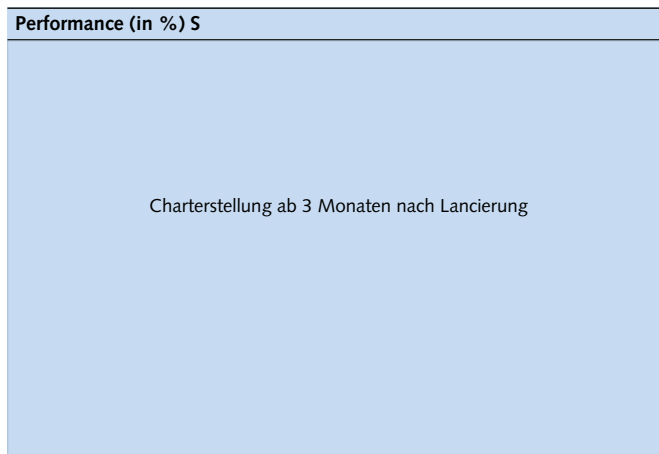 Performance (in %) S
Charterstellung ab 3 Monaten nach Lancierung